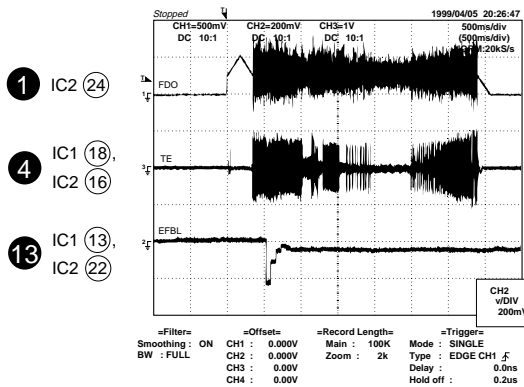 Stopped 1999/04/05 20:26:47
CH1=500mV CH2=200mV CH3=1V 500ms/div
DC 10:1 DC 10:1 DC 10:1 (500ms/div)
NORM:20kS/s
1 IC2 24
FDO
4 IC1 18,
IC2 16
TE
13 IC1 13,
IC2 22
EFBL
CH2
v/DIV
200mV
=Filter= =Offset= =Record Length= =Trigger=
Smoothing : ON CH1 : 0.000V Main : 100K Mode : SINGLE
BW : FULL CH2 : 0.000V Zoom : 2k Type : EDGE CH1
CH3 : 0.00V Delay : 0.0ns
CH4 : 0.00V Hold off : 0.2us